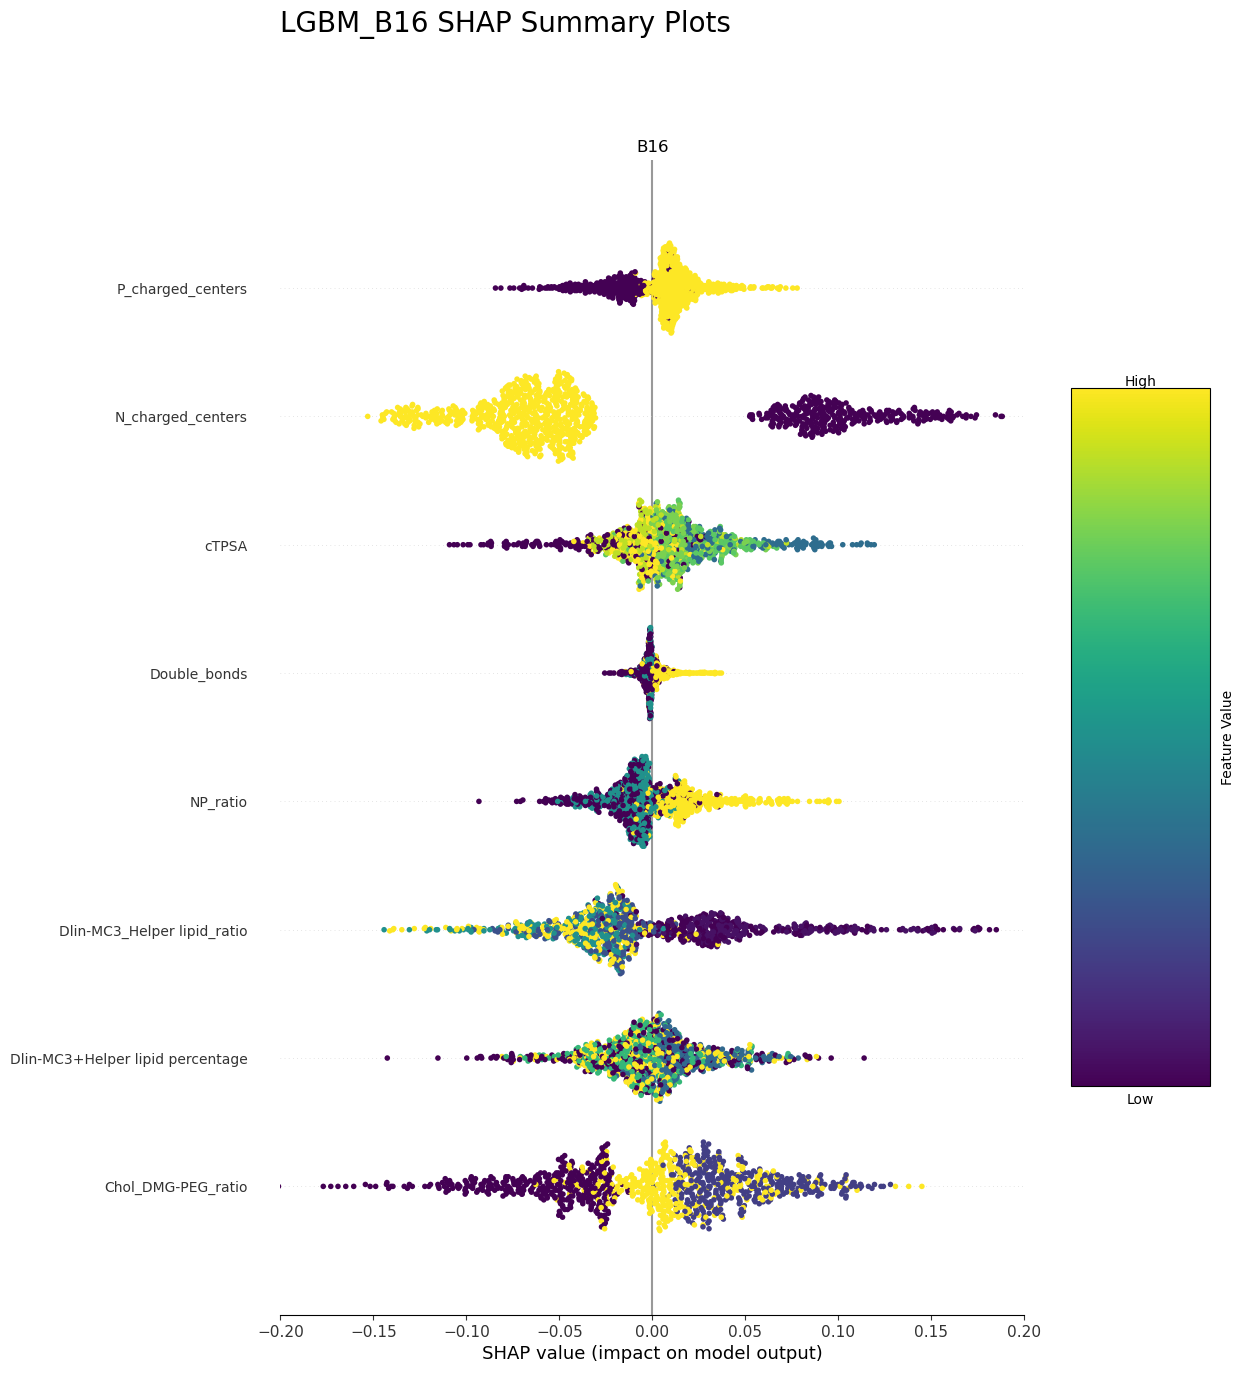 LGBM_B16 SHAP Summary Plots
B16
P_charged_centers
N_charged_centers
cTPSA
Double_bonds
NP_ratio
Dlin-MC3_Helper lipid_ratio
Dlin-MC3+Helper lipid percentage
Chol_DMG-PEG_ratio
−0.20 −0.15 −0.10 −0.05 0.00 0.05 0.10 0.15 0.20
SHAP value (impact on model output)
High
Feature Value
Low